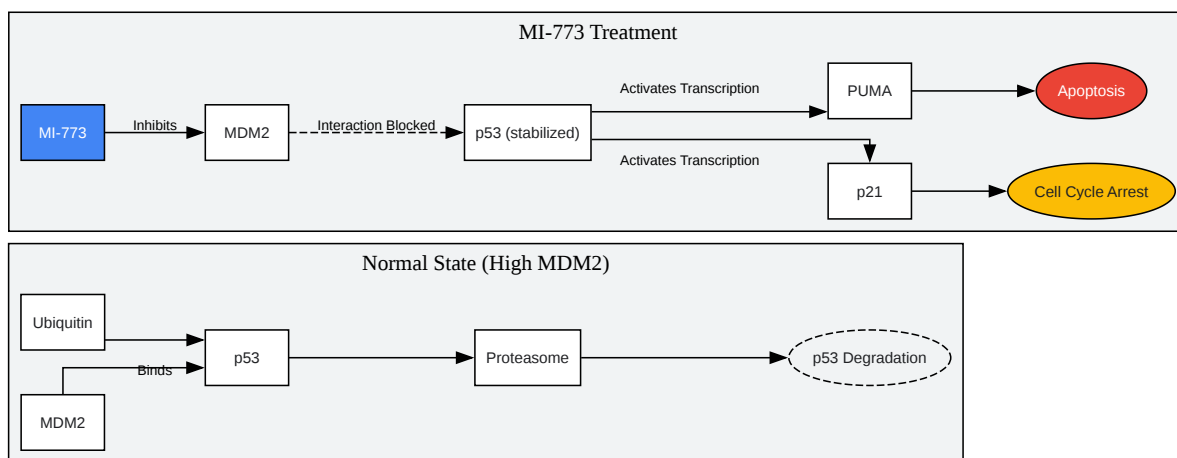 MI-773 Treatment
MI-773
Inhibits
MDM2
Interaction Blocked
p53 (stabilized)
Activates Transcription
PUMA
Apoptosis
Activates Transcription
p21
Cell Cycle Arrest
Normal State (High MDM2)
Ubiquitin
MDM2
Binds
p53
Proteasome
p53 Degradation